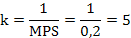 k = 1/MPS = 1/0,2 = 5